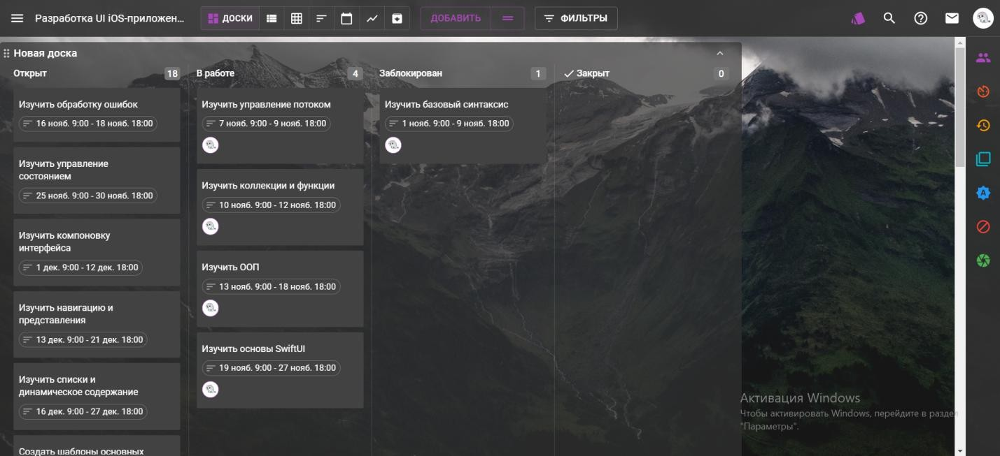 Разработка UI iOS-приложен...
ДОСКИ
ДОБАВИТЬ
ФИЛЬТРЫ
Новая доска
Открыт 18
Изучить обработку ошибок
16 нояб. 9:00 - 18 нояб. 18:00
Изучить управление
состоянием
25 нояб. 9:00 - 30 нояб. 18:00
Изучить компоновку
интерфейса
1 дек. 9:00 - 12 дек. 18:00
Изучить навигацию и
представления
13 дек. 9:00 - 21 дек. 18:00
Изучить списки и
динамическое содержание
16 дек. 9:00 - 27 дек. 18:00
Создать шаблоны основных
В работе 4
Изучить управление потоком
7 нояб. 9:00 - 9 нояб. 18:00
Изучить коллекции и функции
10 нояб. 9:00 - 12 нояб. 18:00
Изучить ООП
13 нояб. 9:00 - 18 нояб. 18:00
Изучить основы SwiftUI
19 нояб. 9:00 - 27 нояб. 18:00
Заблокирован 1
Изучить базовый синтаксис
1 нояб. 9:00 - 9 нояб. 18:00
Закрыт 0
A
Активация Windows
Чтобы активировать Windows, перейдите в раздел
"Параметры".